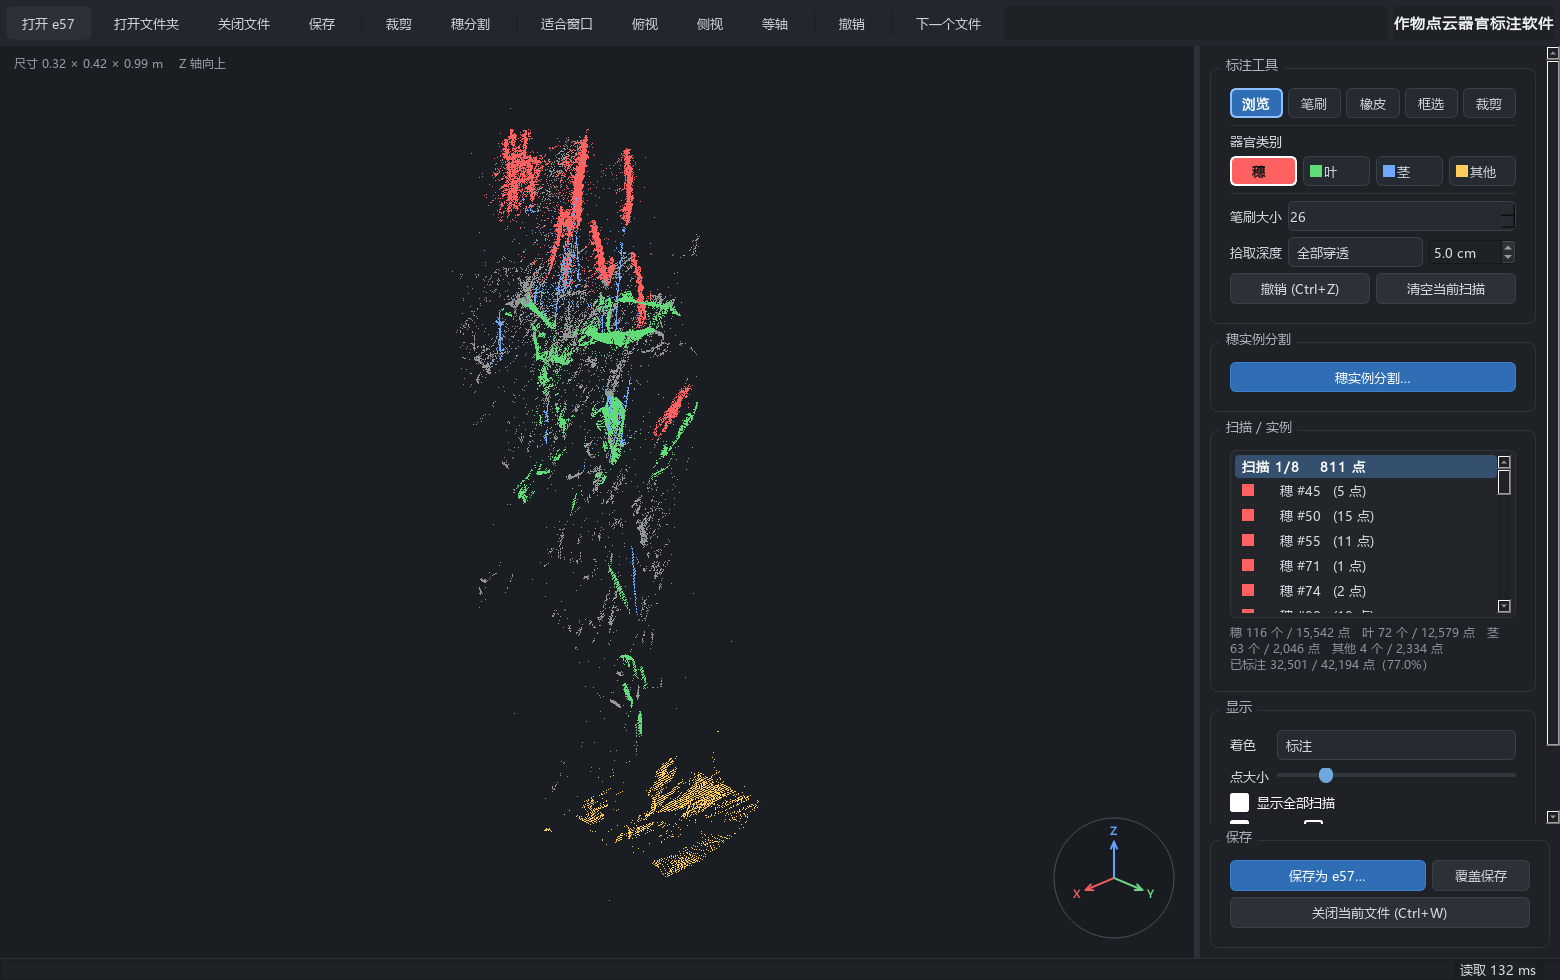 打开 e57 打开文件夹 关闭文件 保存 裁剪 穗分割 适合窗口 俯视 侧视 等轴 撤销 下一个文件 作物点云器官标注软件
尺寸 0.32 × 0.42 × 0.99 m Z 轴向上
标注工具
浏览 笔刷 橡皮 框选 裁剪
器官类别
穗 叶 茎 其他
笔刷大小 26
拾取深度 全部穿透 5.0 cm
撤销 (Ctrl+Z) 清空当前扫描
穗实例分割
穗实例分割...
扫描 / 实例
扫描 1/8 811 点
穗 #45 (5 点)
穗 #50 (15 点)
穗 #55 (11 点)
穗 #71 (1 点)
穗 #74 (2 点)
穗 116 个 / 15,542 点 叶 72 个 / 12,579 点 茎
63 个 / 2,046 点 其他 4 个 / 2,334 点
已标注 32,501 / 42,194 点 (77.0%)
显示
着色 标注
点大小
显示全部扫描
保存
保存为 e57... 覆盖保存
关闭当前文件 (Ctrl+W)
Z
X
Y
读取 132 ms